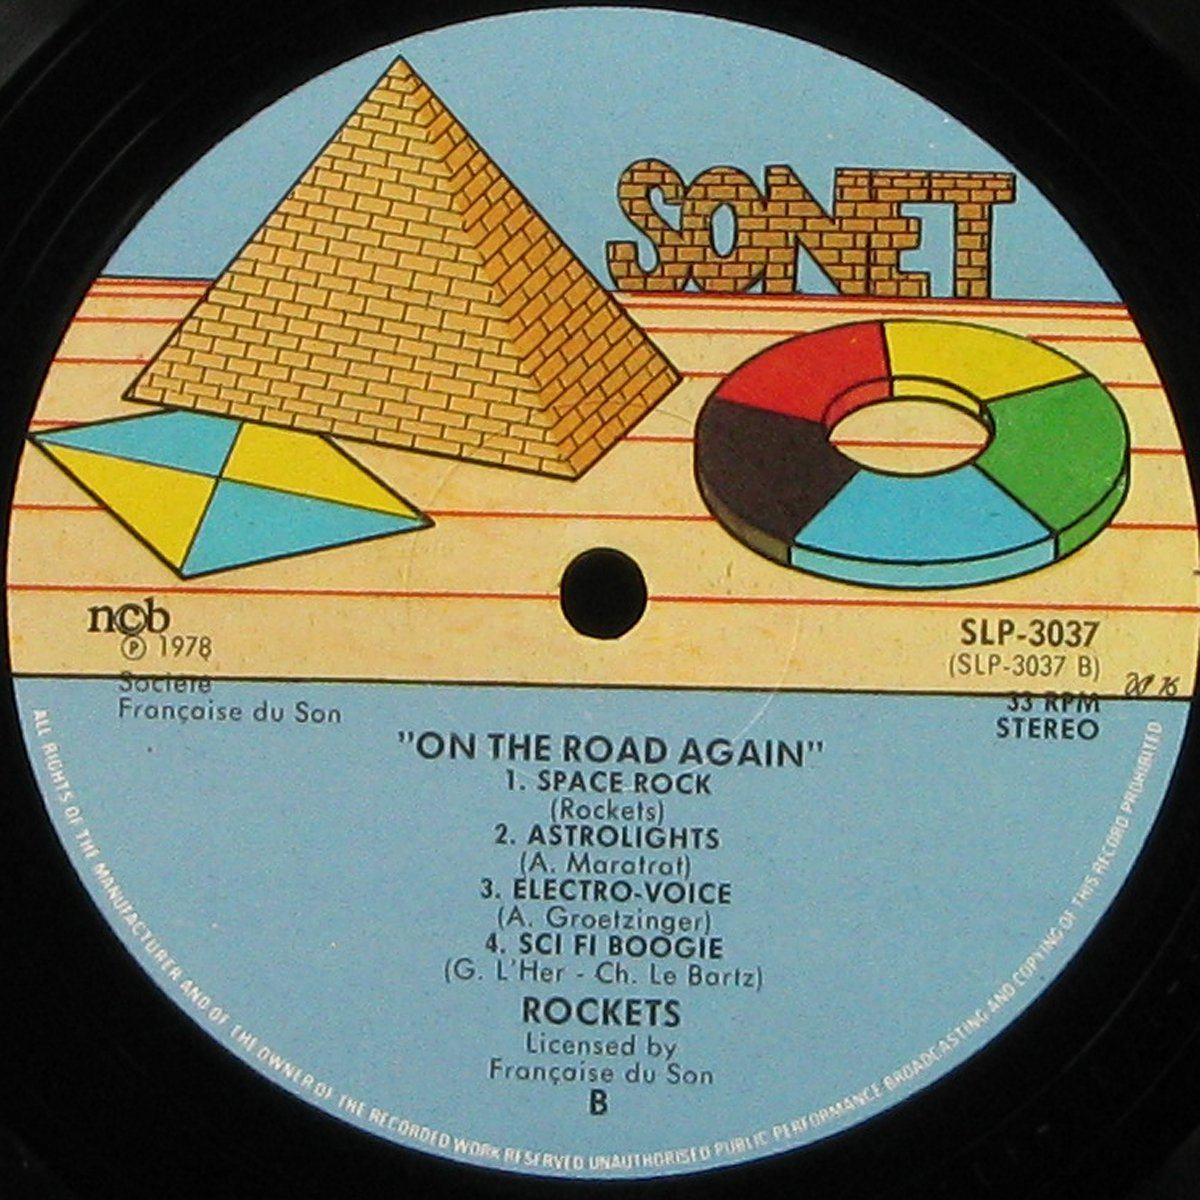 SONET
ncb
℗ 1978
Société
Française du Son
SLP-3037
(SLP-3037 B)
33 RPM
STEREO
"ON THE ROAD AGAIN"
1. SPACE ROCK
(Rockets)
2. ASTROLIGHTS
(A. Maratrat)
3. ELECTRO-VOICE
(A. Groetzinger)
4. SCI FI BOOGIE
(G. L'Her - Ch. Le Bartz)
ROCKETS
Licensed by
Française du Son
B
ALL RIGHTS OF THE MANUFACTURER AND OF THE OWNER OF THE RECORDED WORK RESERVED UNAUTHORISED PUBLIC PERFORMANCE BROADCASTING AND COPYING OF THIS RECORD PROHIBITED